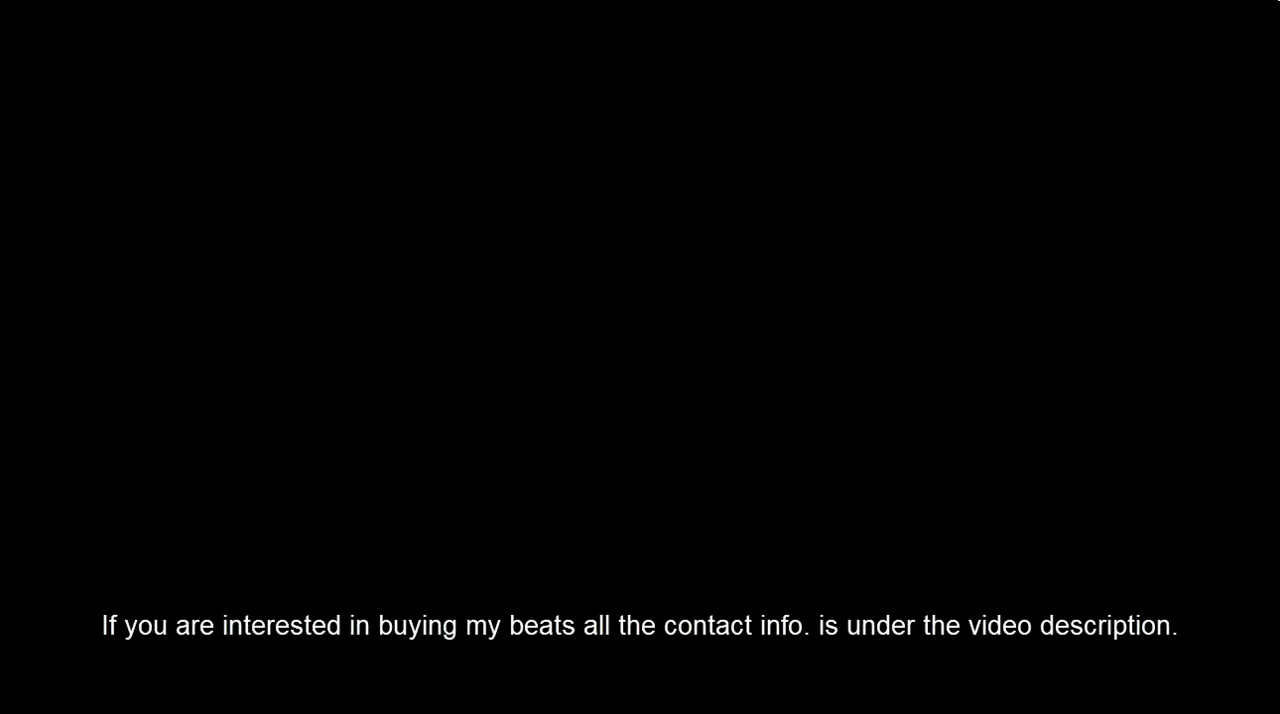 If you are interested in buying my beats all the contact info. is under the video description.